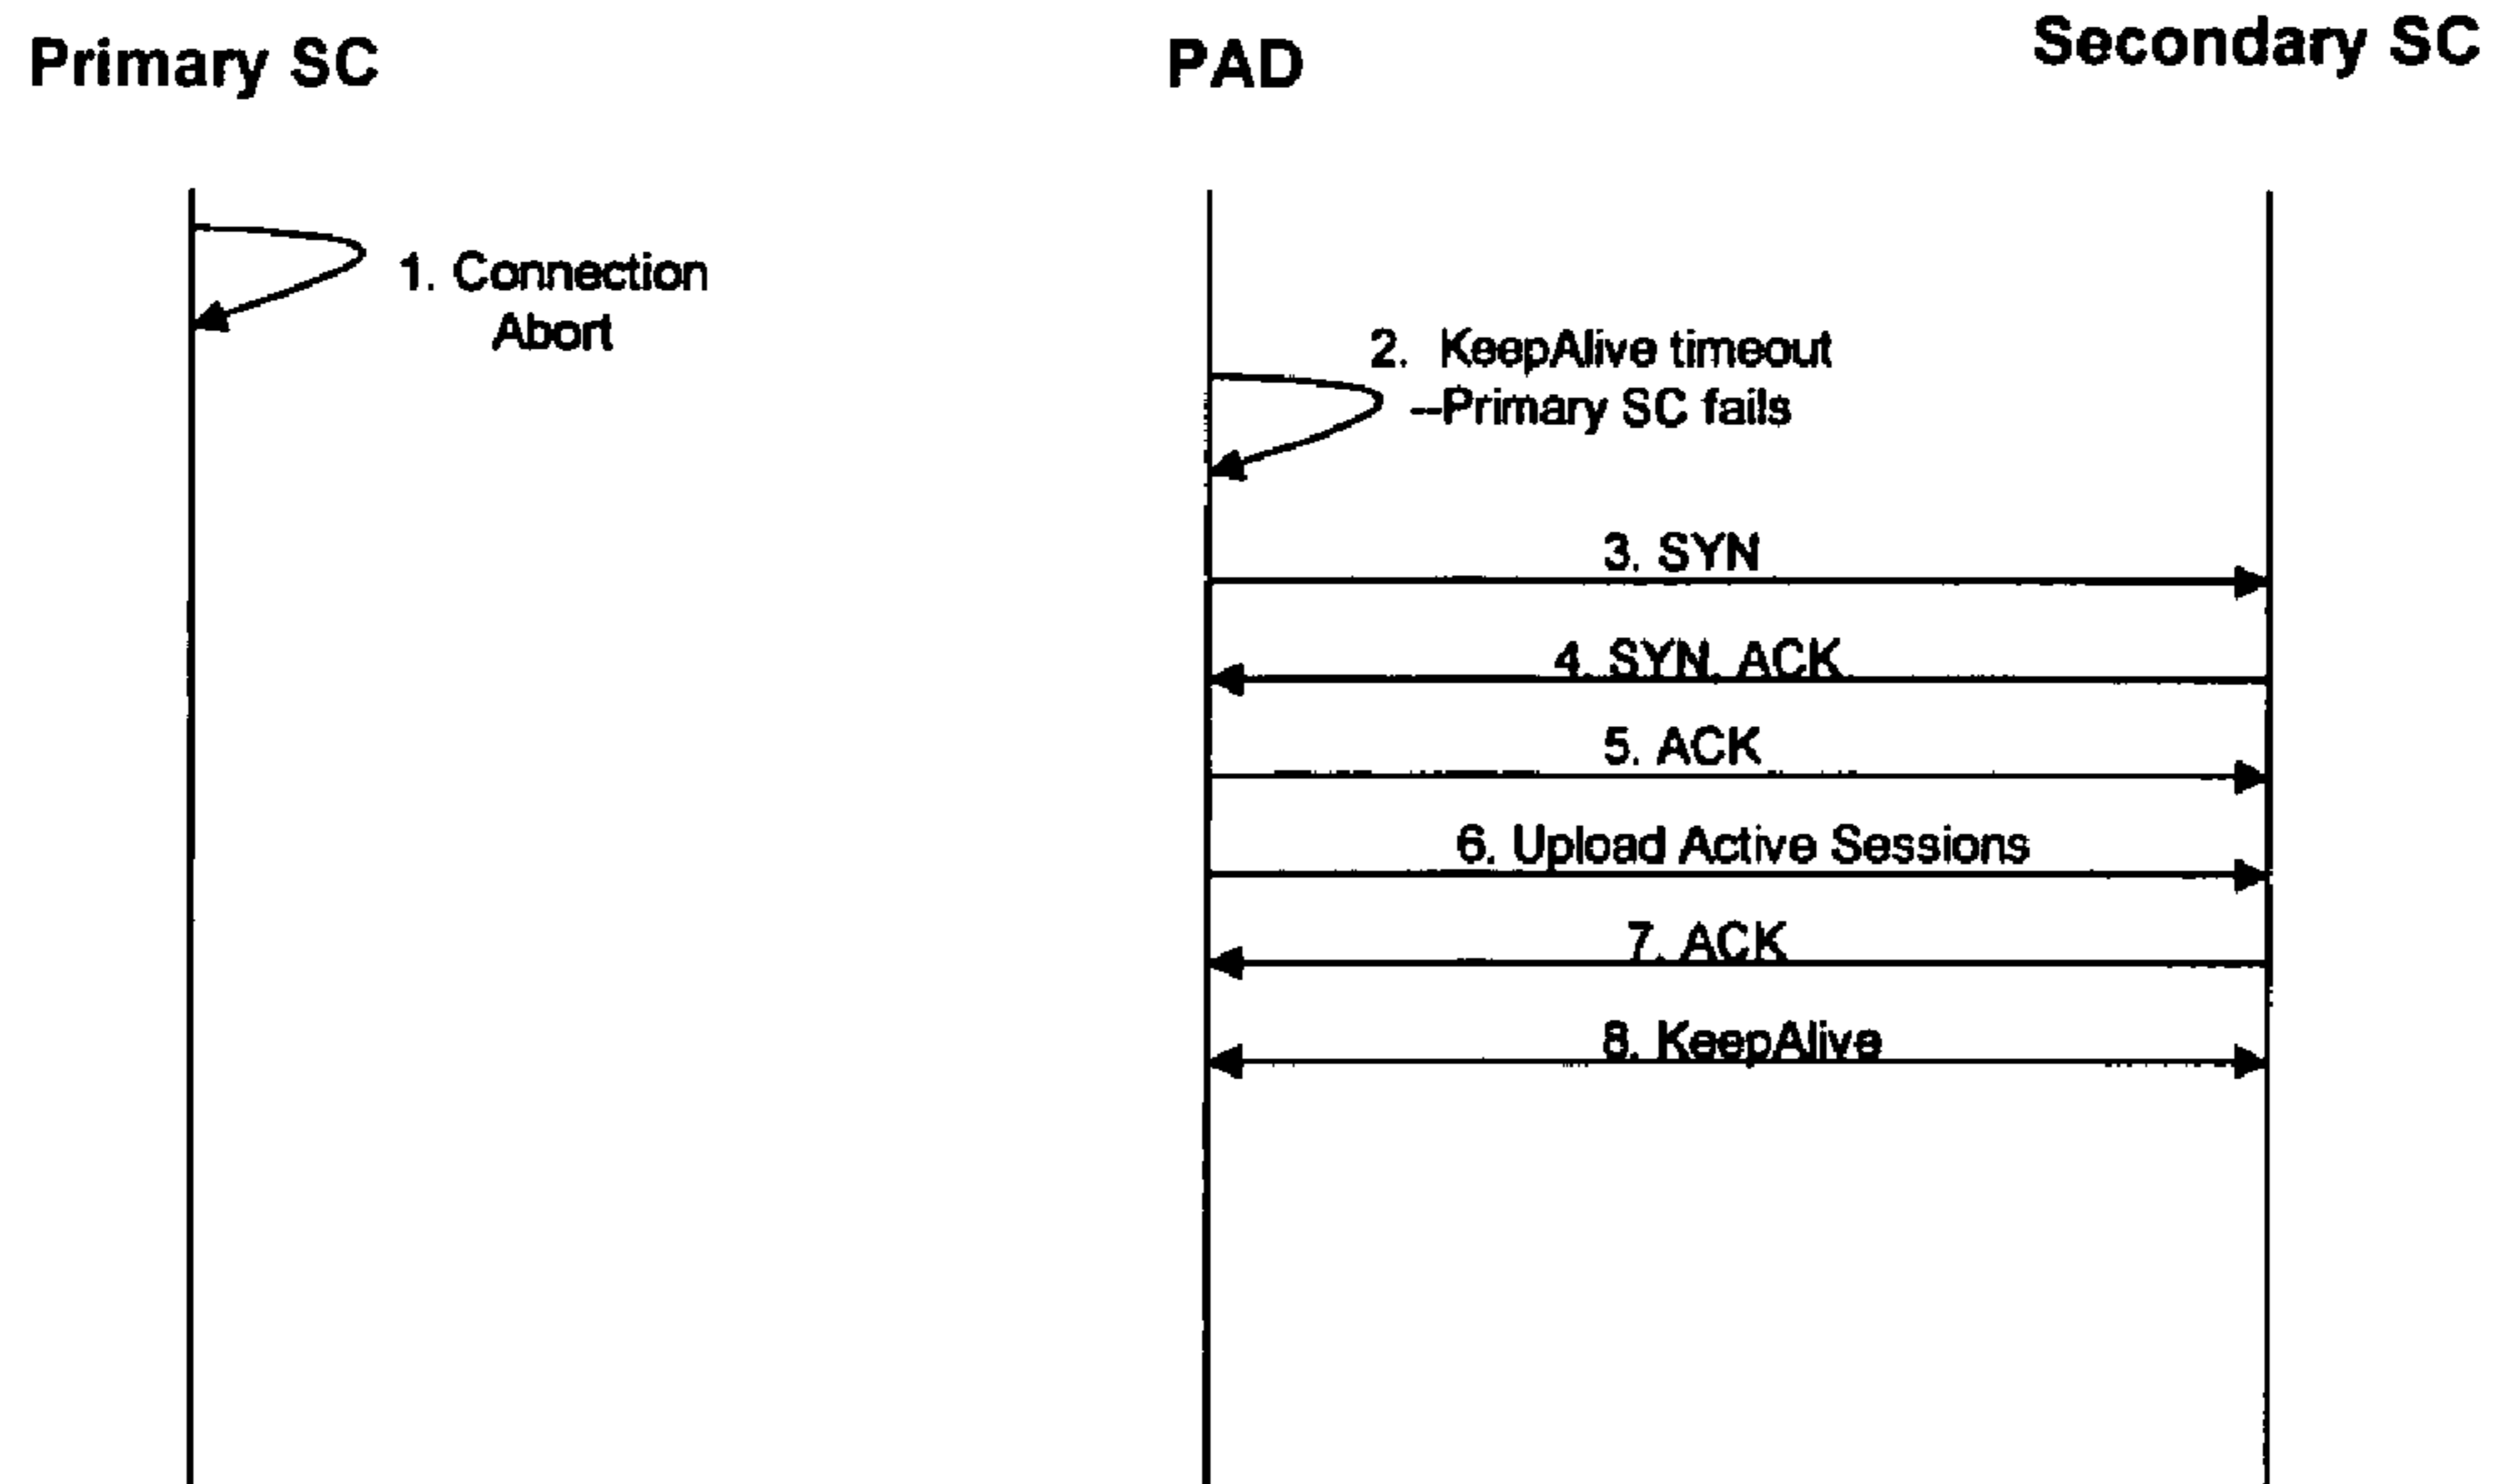 Primary SC
PAD
Secondary SC
1. Connection
Abort
2. KeepAlive timeout
--Primary SC fails
3. SYN
4. SYN, ACK
5. ACK
6. Upload Active Sessions
7. ACK
8. KeepAlive